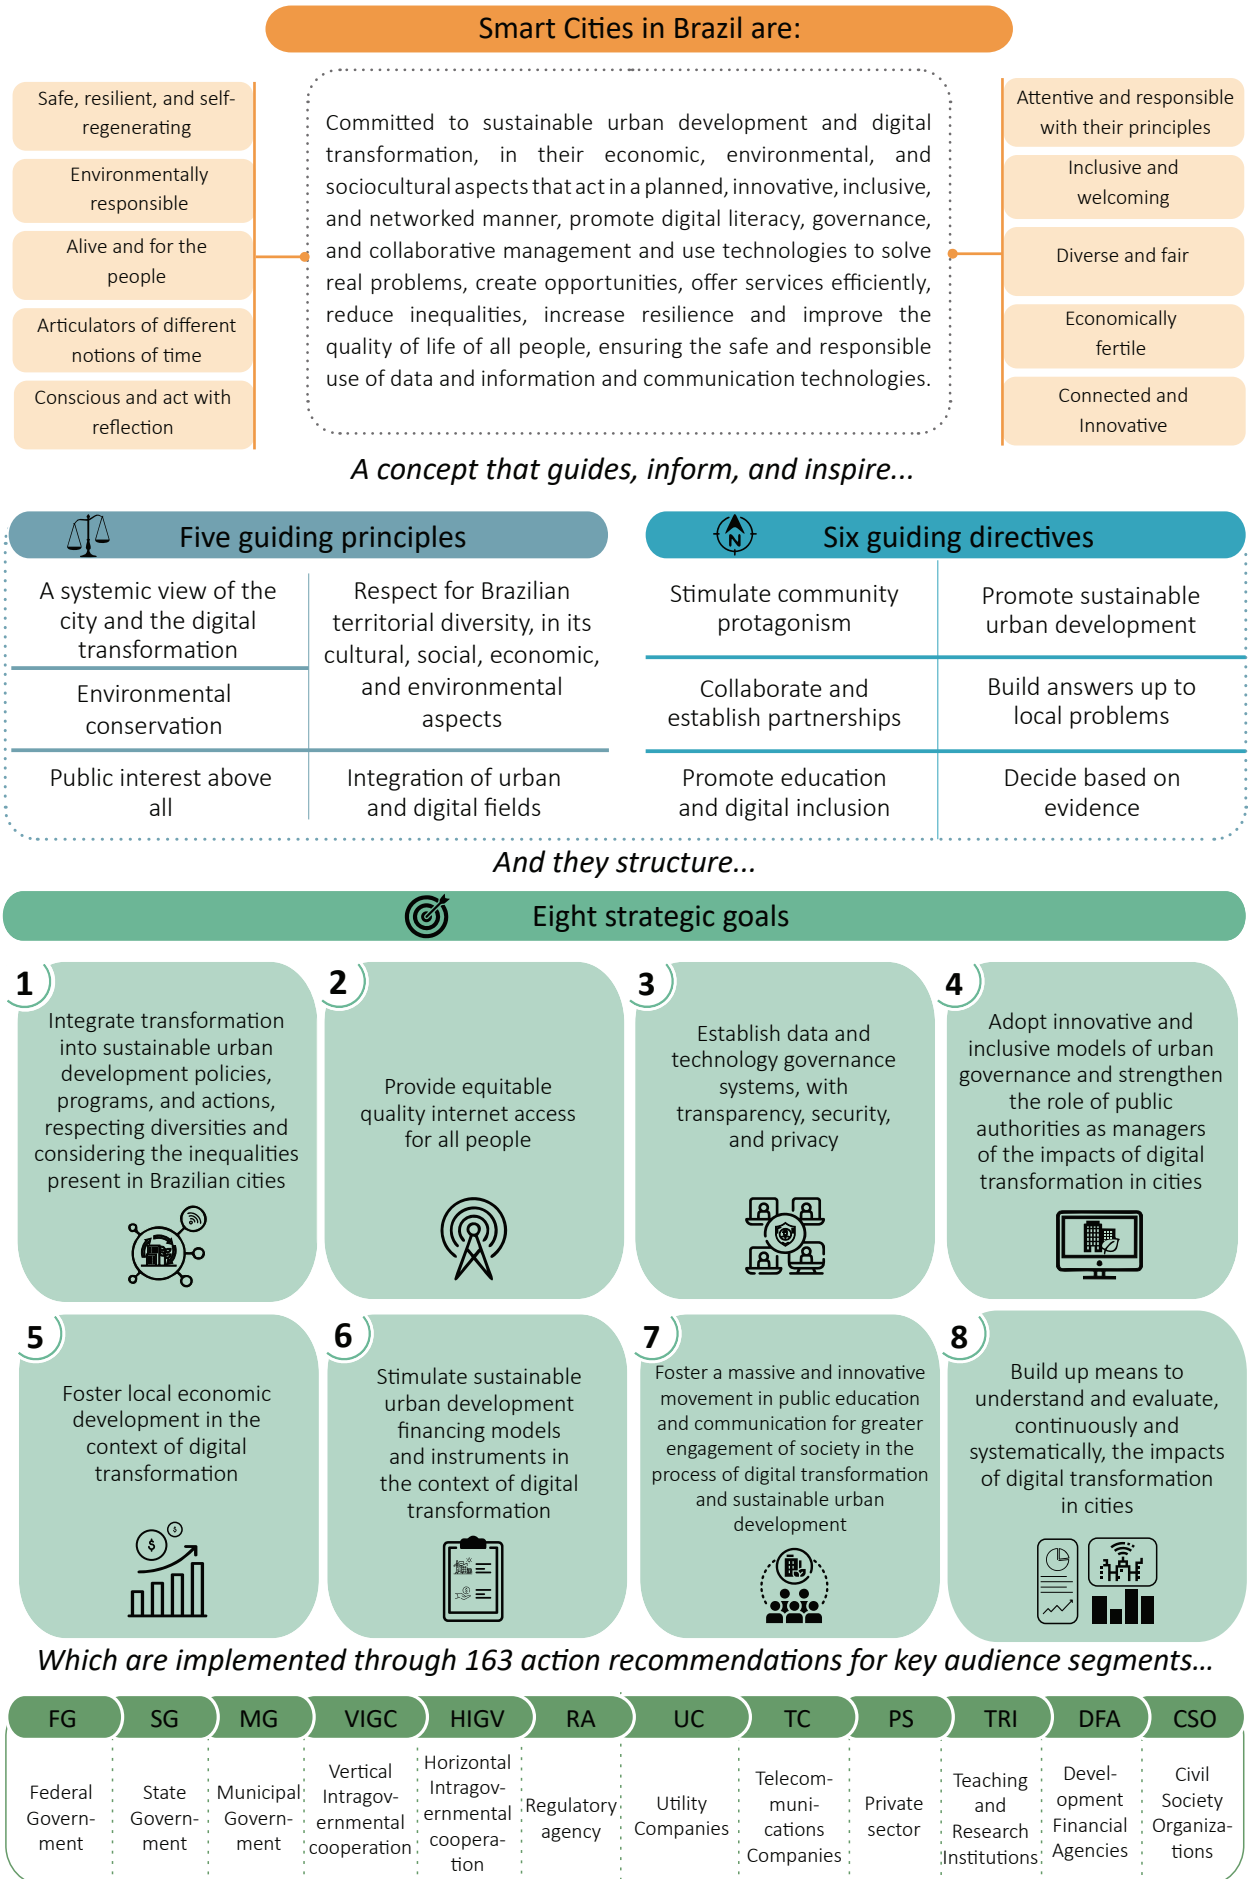 Smart Cities in Brazil are:
Safe, resilient, and self-
regenerating
Environmentally
responsible
Alive and for the
people
Articulators of different
notions of time
Conscious and act with
reflection
Committed to sustainable urban development and digital
transformation, in their economic, environmental, and
sociocultural aspects that act in a planned, innovative, inclusive,
and networked manner, promote digital literacy, governance,
and collaborative management and use technologies to solve
real problems, create opportunities, offer services efficiently,
reduce inequalities, increase resilience and improve the
quality of life of all people, ensuring the safe and responsible
use of data and information and communication technologies.
Attentive and responsible
with their principles
Inclusive and
welcoming
Diverse and fair
Economically
fertile
Connected and
Innovative
A concept that guides, inform, and inspire...
Five guiding principles
A systemic view of the
city and the digital
transformation
Environmental
conservation
Public interest above
all
Respect for Brazilian
territorial diversity, in its
cultural, social, economic,
and environmental
aspects
Integration of urban
and digital fields
N
Six guiding directives
Stimulate community
protagonism
Collaborate and
establish partnerships
Promote education
and digital inclusion
Promote sustainable
urban development
Build answers up to
local problems
Decide based on
evidence
And they structure...
Eight strategic goals
1
Integrate transformation
into sustainable urban
development policies,
programs, and actions,
respecting diversities and
considering the inequalities
present in Brazilian cities
2
Provide equitable
quality internet access
for all people
3
Establish data and
technology governance
systems, with
transparency, security,
and privacy
4
Adopt innovative and
inclusive models of urban
governance and strengthen
the role of public
authorities as managers
of the impacts of digital
transformation in cities
5
Foster local economic
development in the
context of digital
transformation
$
$
6
Stimulate sustainable
urban development
financing models
and instruments in
the context of digital
transformation
7
Foster a massive and innovative
movement in public education
and communication for greater
engagement of society in the
process of digital transformation
and sustainable urban
development
8
Build up means to
understand and evaluate,
continuously and
systematically, the impacts
of digital transformation
in cities
Which are implemented through 163 action recommendations for key audience segments...
FG
Federal
Govern-
ment
SG
State
Govern-
ment
MG
Municipal
Govern-
ment
VIGC
Vertical
Intragov-
ernmental
cooperation
HIGV
Horizontal
Intragov-
ernmental
coopera-
tion
RA
Regulatory
agency
UC
Utility
Companies
TC
Telecom-
muni-
cations
Companies
PS
Private
sector
TRI
Teaching
and
Research
Institutions
DFA
Devel-
opment
Financial
Agencies
CSO
Civil
Society
Organiza-
tions